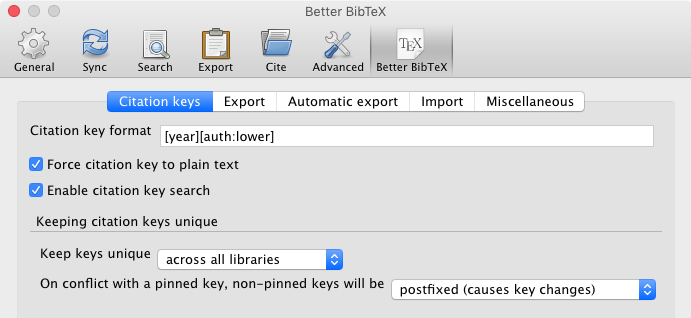 Better BibTeX
General Sync Search Export Cite Advanced Better BibTeX
TEX
Citation keys Export Automatic export Import Miscellaneous
Citation key format [year][auth:lower]
Force citation key to plain text
Enable citation key search
Keeping citation keys unique
Keep keys unique across all libraries
On conflict with a pinned key, non-pinned keys will be postfixed (causes key changes)